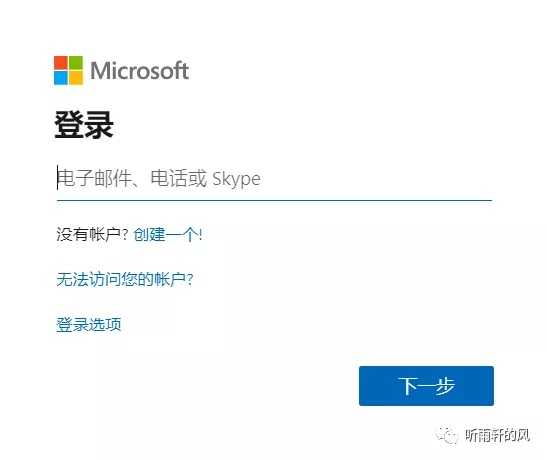 Microsoft
登录
电子邮件、电话或 Skype
没有帐户? 创建一个!
无法访问您的帐户?
登录选项
下一步
听雨轩的风